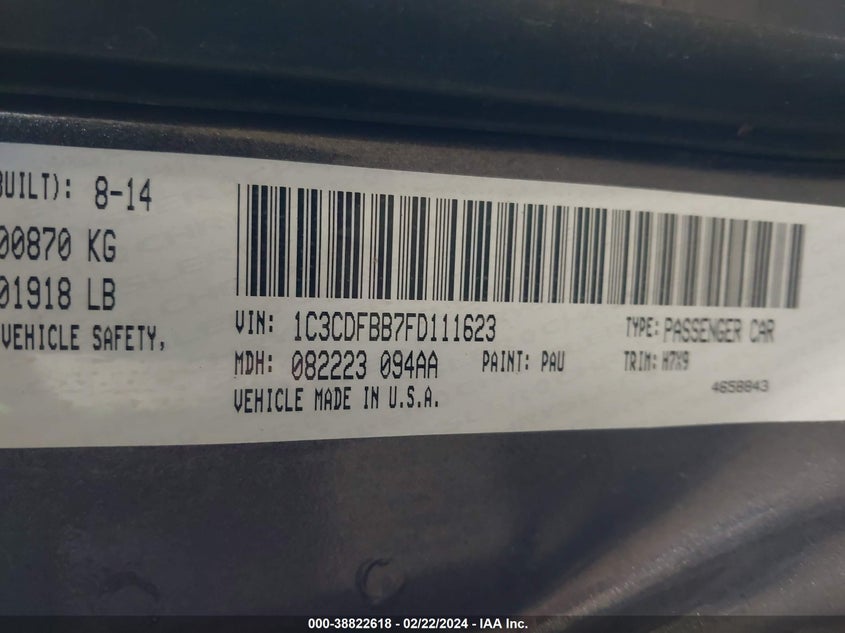 BUILT): 8-14
00870 KG
01918 LB
VEHICLE SAFETY,
VIN: 1C3CDFBB7FD111623 TYPE: PASSENGER CAR
MDH: 082223 094AA PAINT: PAU TRIM: H7X9
VEHICLE MADE IN U.S.A. 4658843
000-38822618 - 02/22/2024 - IAA Inc.